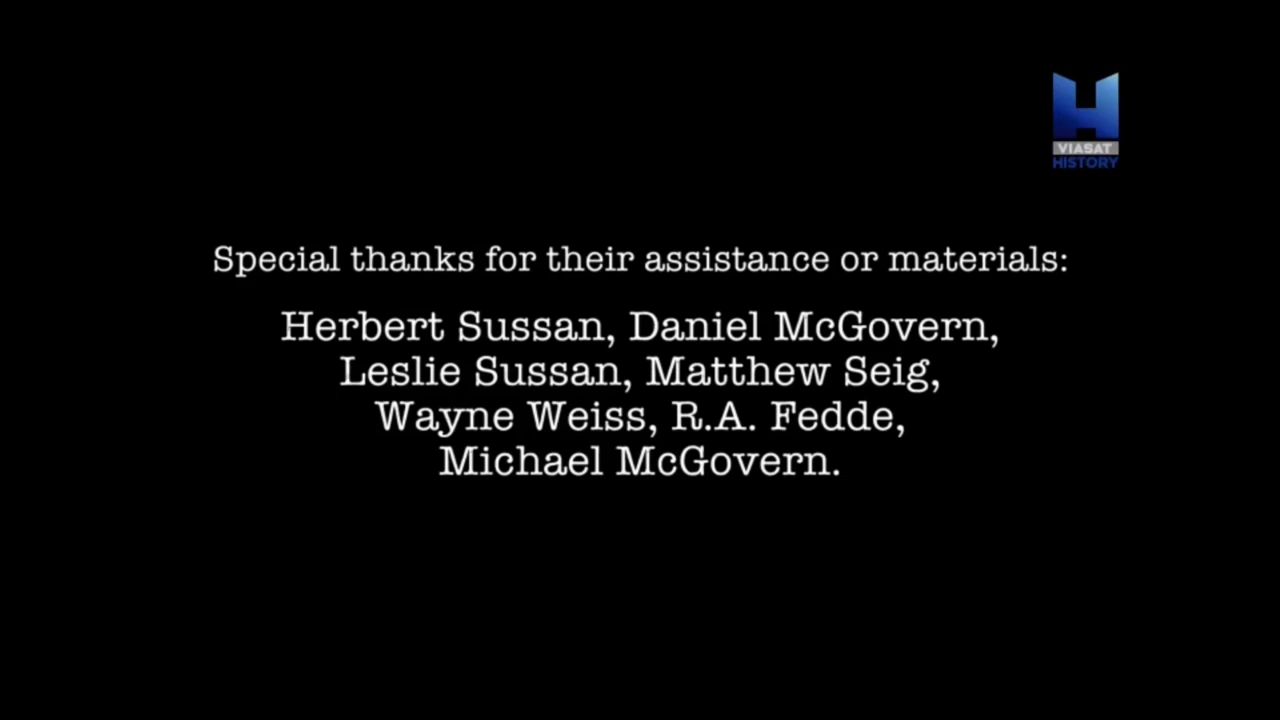 VIASAT
HISTORY
Special thanks for their assistance or materials:
Herbert Sussan, Daniel McGovern,
Leslie Sussan, Matthew Seig,
Wayne Weiss, R.A. Fedde,
Michael McGovern.